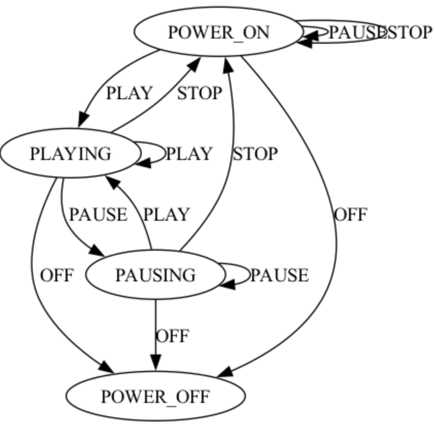 POWER_ON
PAUSE
STOP
PLAY
STOP
PLAYING
PLAY
STOP
PAUSE
PLAY
OFF
OFF
PAUSING
PAUSE
OFF
POWER_OFF